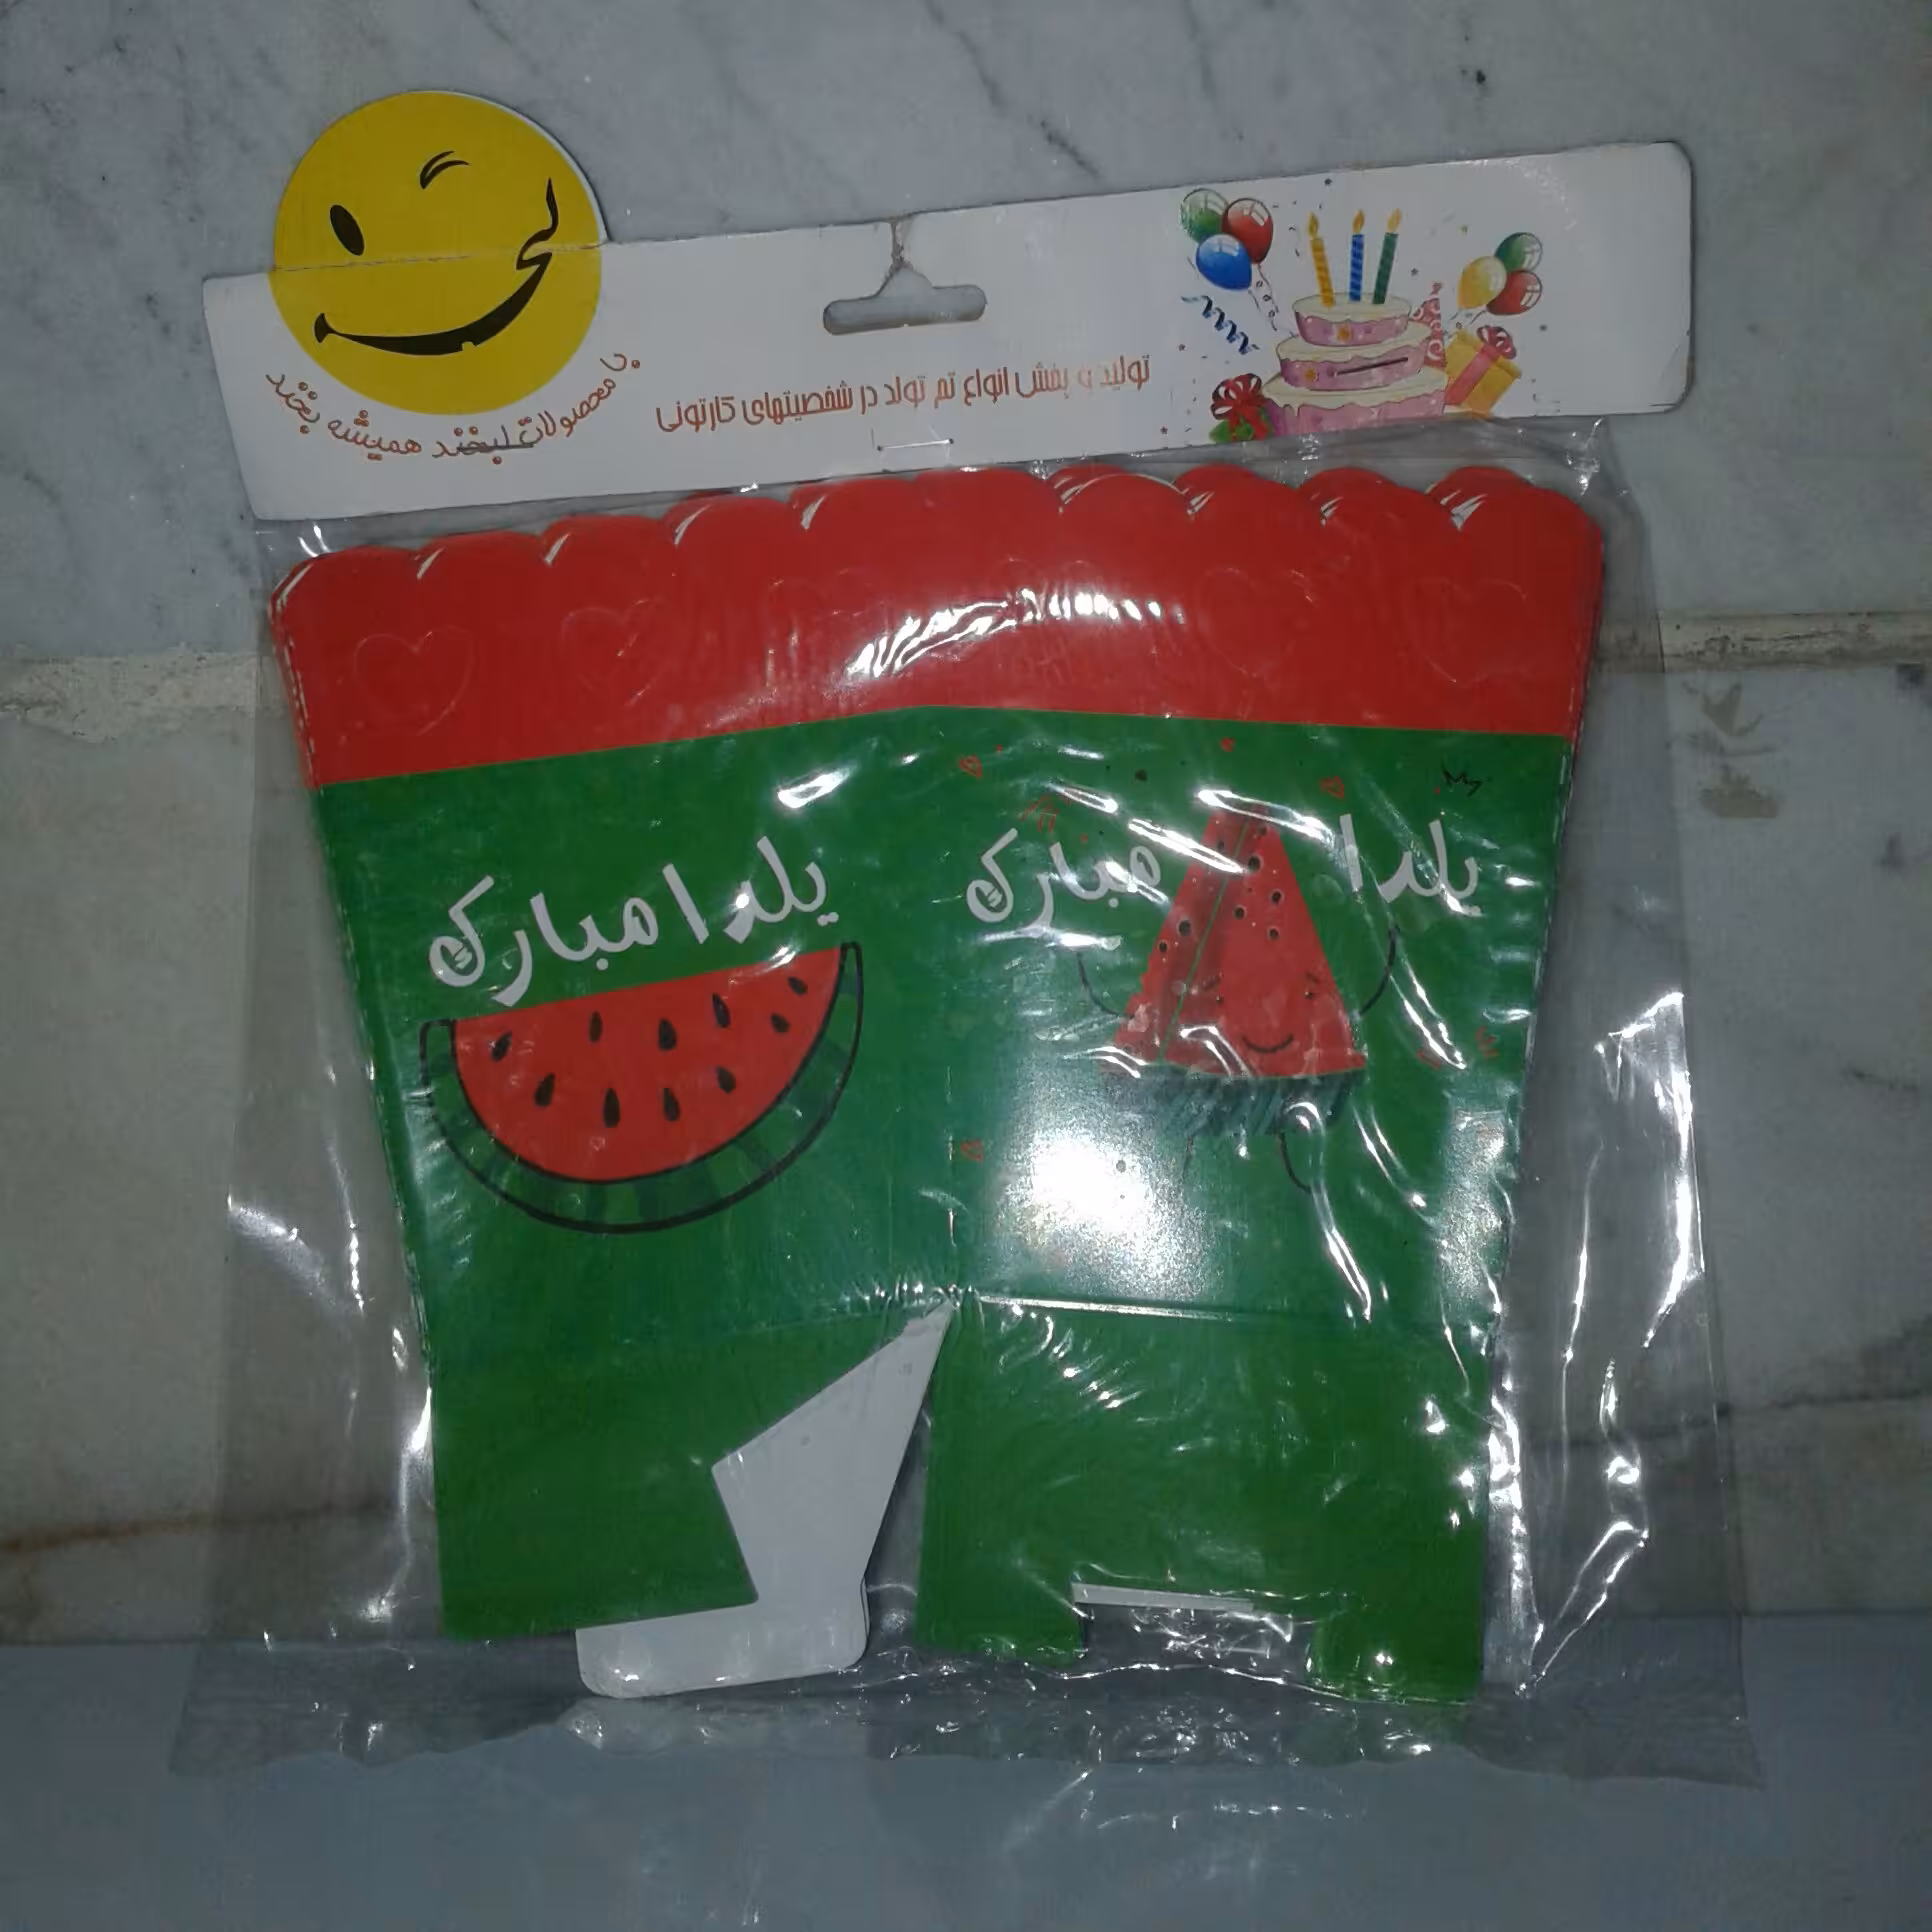 لبخند
با محصولات لبخند همیشه بخند
تولید و پخش انواع تم تولد در شخصیتهای کارتونی
یلدا مبارک
یلدا مبارک